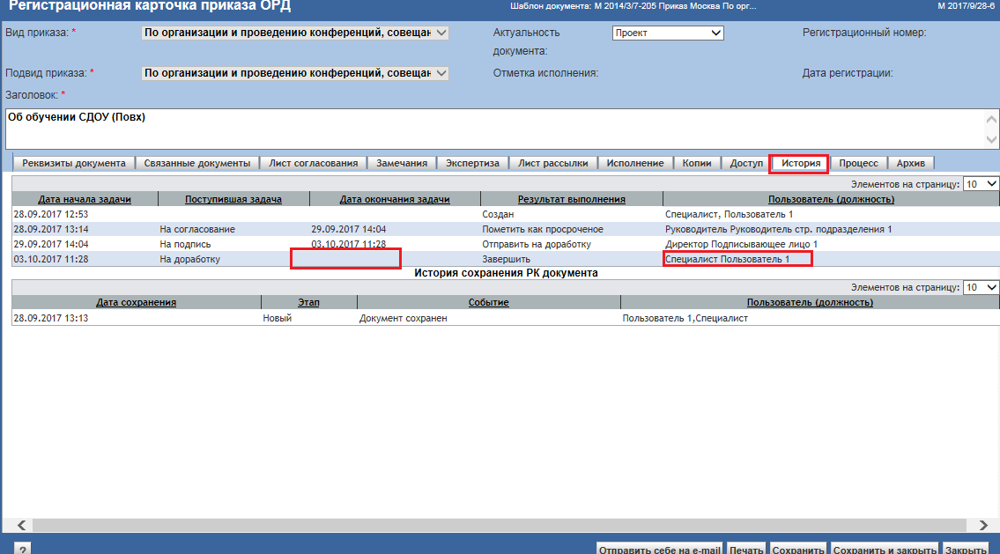 Регистрационная карточка приказа ОРД Шаблон документа: М 2014/3/7-205 Приказ Москва По орг... М 2017/9/28-6
Вид приказа: * По организации и проведению конференций, совещан Актуальность документа: Проект Регистрационный номер:
Подвид приказа: * По организации и проведению конференций, совещан Отметка исполнения: Дата регистрации:
Заголовок: *
Об обучении СДОУ (Повх)
Реквизиты документа Связанные документы Лист согласования Замечания Экспертиза Лист рассылки Исполнение Копии Доступ История Процесс Архив
Элементов на страницу: 10
Дата начала задачи Поступившая задача Дата окончания задачи Результат выполнения Пользователь (должность)
28.09.2017 12:53 Создан Специалист, Пользователь 1
28.09.2017 13:14 На согласование 29.09.2017 14:04 Пометить как просроченое Руководитель Руководитель стр. подразделения 1
29.09.2017 14:04 На подпись 03.10.2017 11:28 Отправить на доработку Директор Подписывающее лицо 1
03.10.2017 11:28 На доработку Завершить Специалист Пользователь 1
История сохранения РК документа
Элементов на страницу: 10
Дата сохранения Этап Событие Пользователь (должность)
28.09.2017 13:13 Новый Документ сохранен Пользователь 1,Специалист
? Отправить себе на e-mail Печать Сохранить Сохранить и закрыть Закрыть